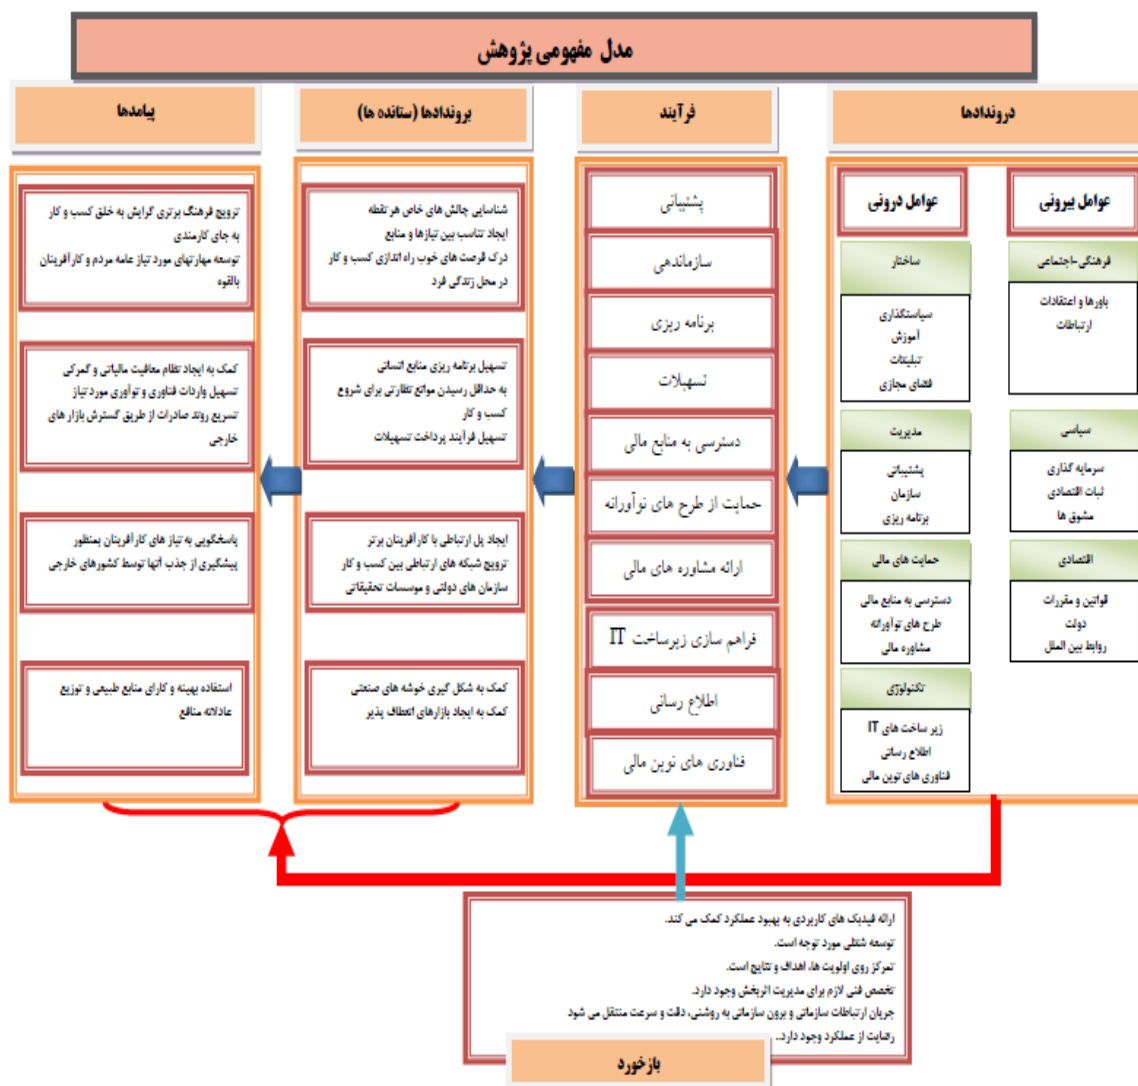 مدل مفهومی پژوهش
دروندادها
عوامل بیرونی
فرهنگی-اجتماعی
باورها و اعتقادات
ارتباطات
سیاسی
سرمایه گذاری
ثبات اقتصادی
مشوق ها
اقتصادی
قوانین و مقررات
دولت
روابط بین الملل
عوامل درونی
ساختار
سیاستگذاری
آموزش
تبلیغات
فضای مجازی
مدیریت
پشتیبانی
سازمان
برنامه ریزی
حمایت های مالی
دسترسی به منابع مالی
طرح های نوآورانه
مشاوره مالی
تکنولوژی
زیر ساخت های IT
اطلاع رسانی
فناوری های نوین مالی
فرآیند
پشتیبانی
سازماندهی
برنامه ریزی
تسهیلات
دسترسی به منابع مالی
حمایت از طرح های نوآورانه
ارائه مشاوره های مالی
فراهم سازی زیرساخت IT
اطلاع رسانی
فناوری های نوین مالی
بروندادها (ستانده ها)
شناسایی چالش های خاص هر نقطه
ایجاد تناسب بین نیازها و منابع
درک فرصت های خوب راه اندازی کسب و کار
در محل زندگی فرد
تسهیل برنامه ریزی منابع انسانی
به حداقل رسیدن موانع نظارتی برای شروع
کسب و کار
تسهیل فرآیند پرداخت تسهیلات
ایجاد پل ارتباطی با کارآفرینان برتر
ترویج شبکه های ارتباطی بین کسب و کار
سازمان های دولتی و موسسات تحقیقاتی
کمک به شکل گیری خوشه های صنعتی
کمک به ایجاد بازارهای انعطاف پذیر
پیامدها
ترویج فرهنگ برتری گرایش به خلق کسب و کار
به جای کارمندی
توسعه مهارتهای مورد نیاز عامه مردم و کارآفرینان
بالقوه
کمک به ایجاد نظام معافیت مالیاتی و گمرکی
تسهیل واردات فناوری و نوآوری مورد نیاز
تسریع روند صادرات از طریق گسترش بازار های
خارجی
پاسخگویی به نیاز های کارآفرینان بمنظور
پیشگیری از جذب آنها توسط کشورهای خارجی
استفاده بهینه و کارای منابع طبیعی و توزیع
عادلانه منافع
ارائه فیدبک های کاربردی به بهبود عملکرد کمک می کند.
توسعه شغلی مورد توجه است.
تمرکز روی اولویت ها، اهداف و نتایج است.
تخصص فنی لازم برای مدیریت اثربخش وجود دارد.
جریان ارتباطات سازمانی و برون سازمانی به روشنی، دقت و سرعت منتقل می شود
رضایت از عملکرد وجود دارد..
بازخورد